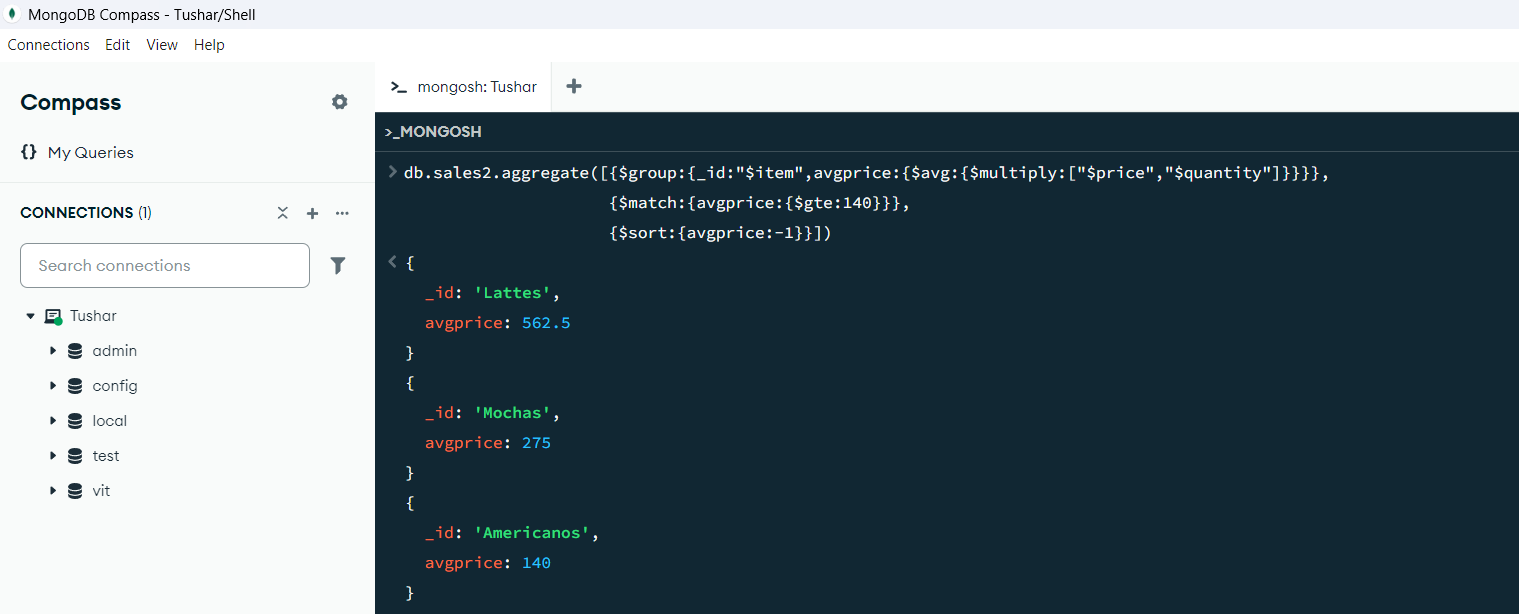 MongoDB Compass - Tushar/Shell
Connections Edit View Help
Compass
{} My Queries
CONNECTIONS (1)
Search connections
Tushar
admin
config
local
test
vit
>_ mongosh: Tushar
>_MONGOSH
> db.sales2.aggregate([{$group:{_id:"$item",avgprice:{$avg:{$multiply:["$price","$quantity"]}}}},
{$match:{avgprice:{$gte:140}}},
{$sort:{avgprice:-1}}])
< {
_id: 'Lattes',
avgprice: 562.5
}
{
_id: 'Mochas',
avgprice: 275
}
{
_id: 'Americanos',
avgprice: 140
}